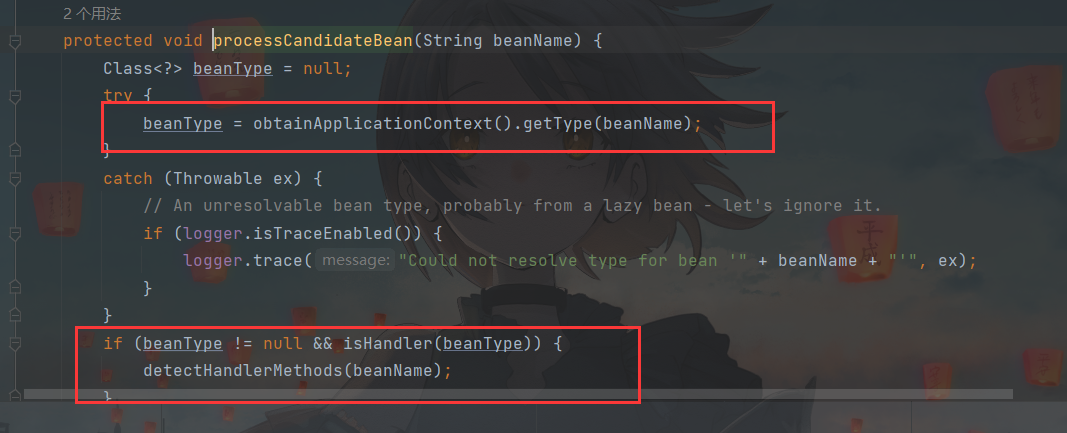 2 个用法
protected void processCandidateBean(String beanName) {
Class<?> beanType = null;
try {
beanType = obtainApplicationContext().getType(beanName);
}
catch (Throwable ex) {
// An unresolvable bean type, probably from a lazy bean - let's ignore it.
if (logger.isTraceEnabled()) {
logger.trace( message: "Could not resolve type for bean '" + beanName + "'", ex);
}
}
if (beanType != null && isHandler(beanType)) {
detectHandlerMethods(beanName);
}